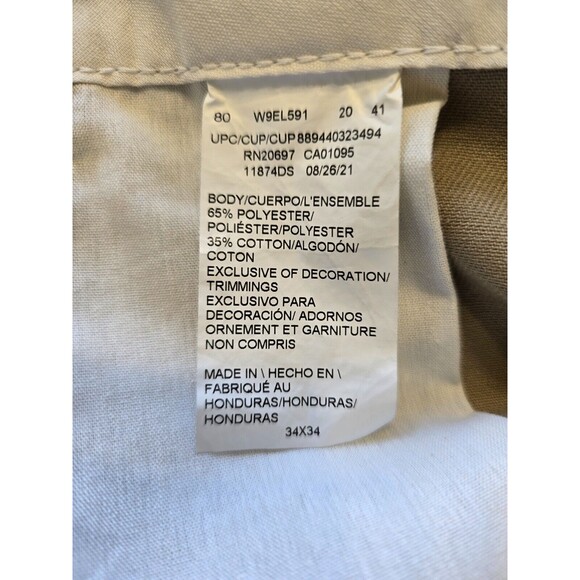 80 W9EL591 20 41
UPC/CUP/CUP889440323494
RN20697 CA01095
11874DS 08/26/21
BODY/CUERPO/L'ENSEMBLE
65% POLYESTER/
POLIÉSTER/POLYESTER
35% COTTON/ALGODÓN/
COTON
EXCLUSIVE OF DECORATION/
TRIMMINGS
EXCLUSIVO PARA
DECORACIÓN/ ADORNOS
ORNEMENT ET GARNITURE
NON COMPRIS
MADE IN \ HECHO EN \
FABRIQUÉ AU
HONDURAS/HONDURAS/
HONDURAS
34X34